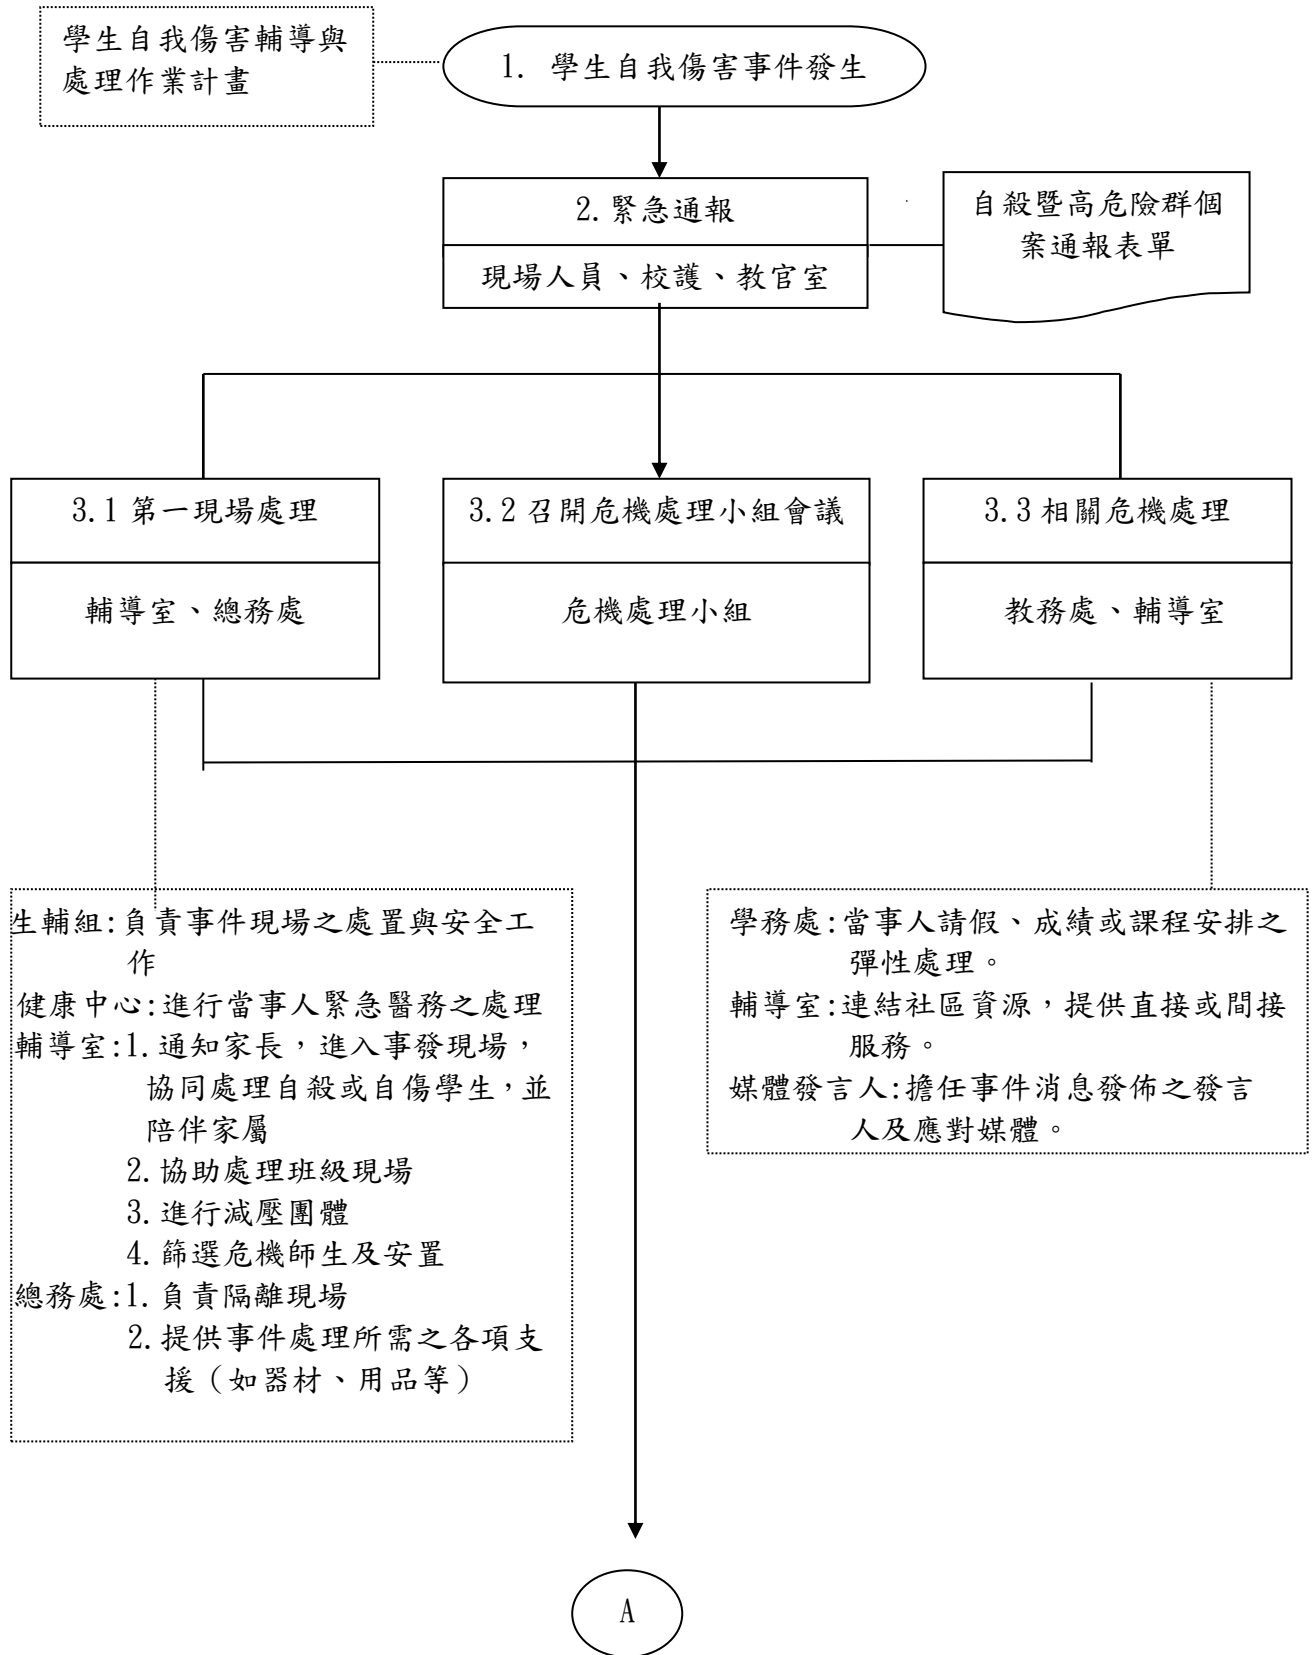 學生自我傷害輔導與
處理作業計畫
1. 學生自我傷害事件發生
2.緊急通報
現場人員、校護、教官室
自殺暨高危險群個
案通報表單
3.1 第一現場處理
輔導室、總務處
3.2 召開危機處理小組會議
危機處理小組
3.3 相關危機處理
教務處、輔導室
生輔組:負責事件現場之處置與安全工
作
健康中心:進行當事人緊急醫務之處理
輔導室:1.通知家長，進入事發現場，
協同處理自殺或自傷學生，並
陪伴家屬
2.協助處理班級現場
3.進行減壓團體
4.篩選危機師生及安置
總務處:1.負責隔離現場
2.提供事件處理所需之各項支
援（如器材、用品等）
學務處:當事人請假、成績或課程安排之
彈性處理。
輔導室:連結社區資源，提供直接或間接
服務。
媒體發言人:擔任事件消息發佈之發言
人及應對媒體。
A